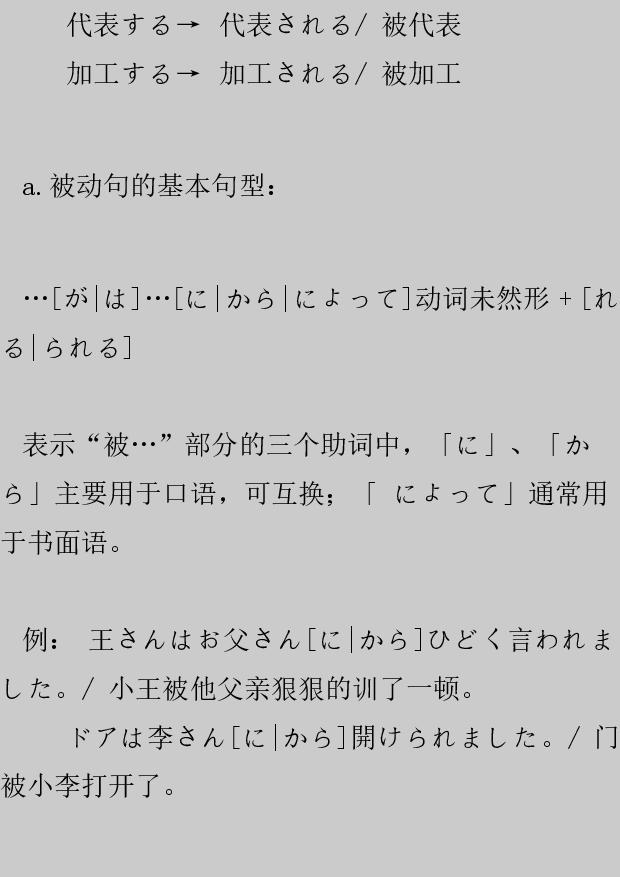 代表する→ 代表される/ 被代表
加工する→ 加工される/ 被加工
a.被动句的基本句型：
…[が|は]…[に|から|によって]动词未然形＋[れ
る|られる]
表示“被…”部分的三个助词中，「に」、「か
ら」主要用于口语，可互换；「 によって」通常用
于书面语。
例： 王さんはお父さん[に|から]ひどく言われま
した。/ 小王被他父亲狠狠的训了一顿。
ドアは李さん[に|から]開けられました。/ 门
被小李打开了。